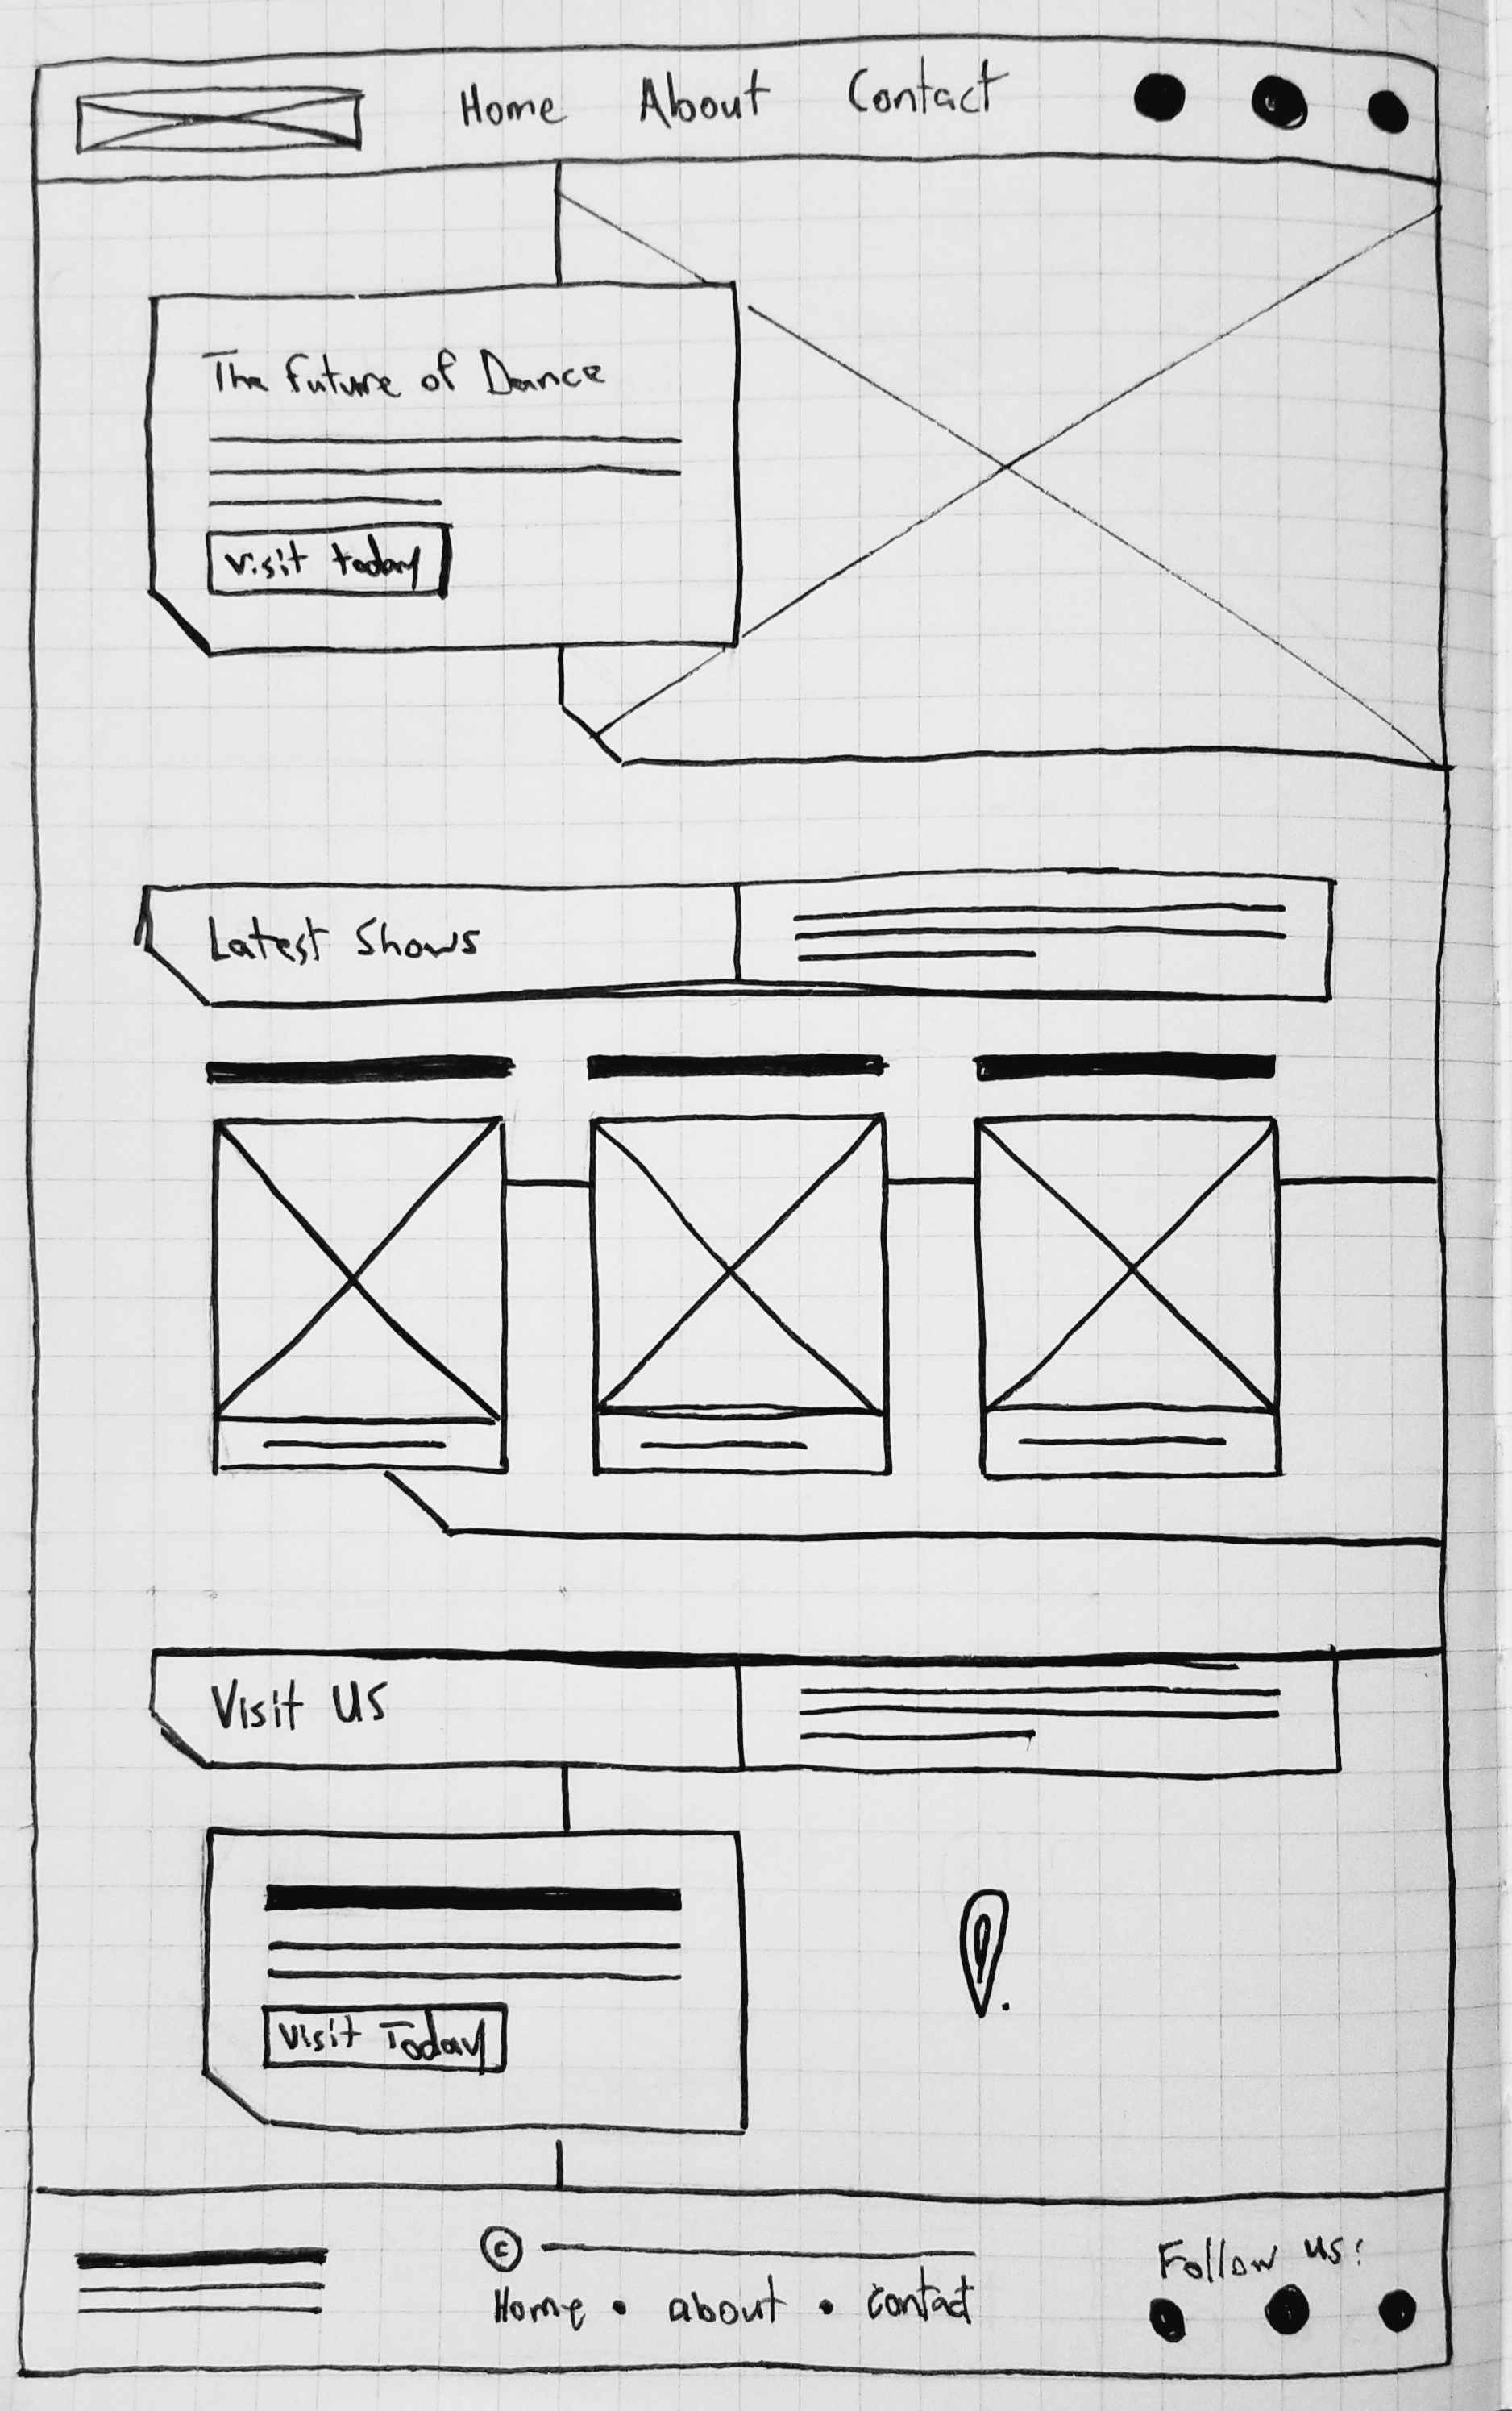 Home About Contact
The Future of Dance
Visit today
Latest Shows
Visit US
Visit Today
©
Follow us:
Home • about • contact